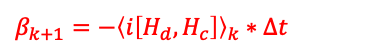 β_{k+1} = −⟨i[H_d, H_c]⟩_k * Δt